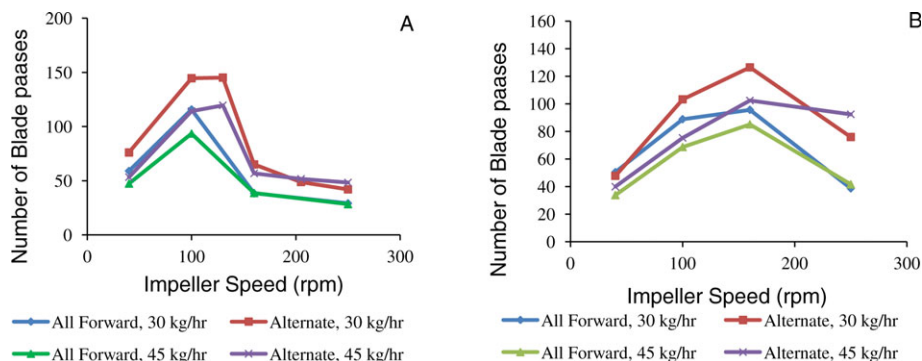 A
Number of Blade paases
200
150
100
50
0
0 100 200 300
Impeller Speed (rpm)
All Forward, 30 kg/hr Alternate, 30 kg/hr
All Forward, 45 kg/hr Alternate, 45 kg/hr
B
Number of Blade paases
160
140
120
100
80
60
40
20
0
0 100 200 300
Impeller Speed (rpm)
All Forward, 30 kg/hr Alternate, 30 kg/hr
All Forward, 45 kg/hr Alternate, 45 kg/hr